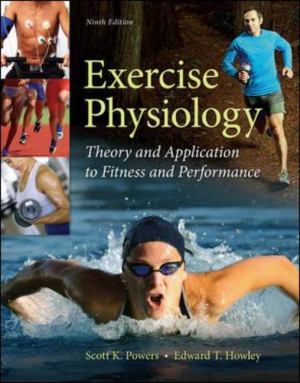 Ninth Edition
Exercise
Physiology
Theory and Application
to Fitness and Performance
Scott K. Powers • Edward T. Howley